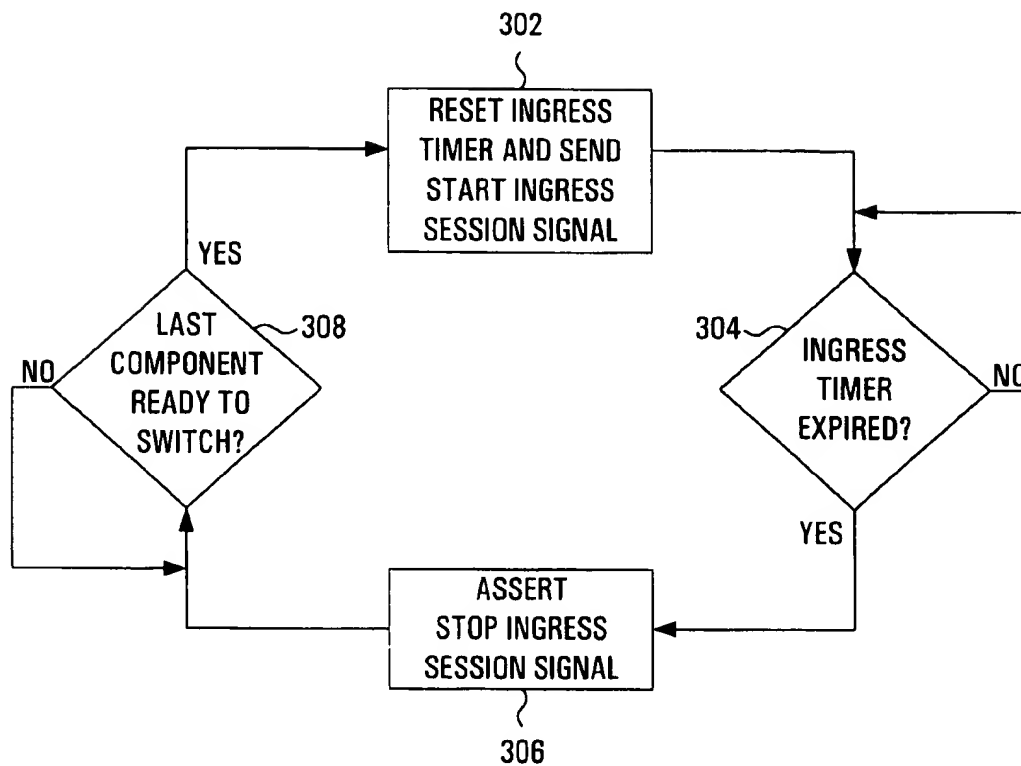 302
RESET INGRESS
TIMER AND SEND
START INGRESS
SESSION SIGNAL
YES
308
LAST
COMPONENT
READY TO
SWITCH?
NO
304
INGRESS
TIMER
EXPIRED?
NO
YES
ASSERT
STOP INGRESS
SESSION SIGNAL
306